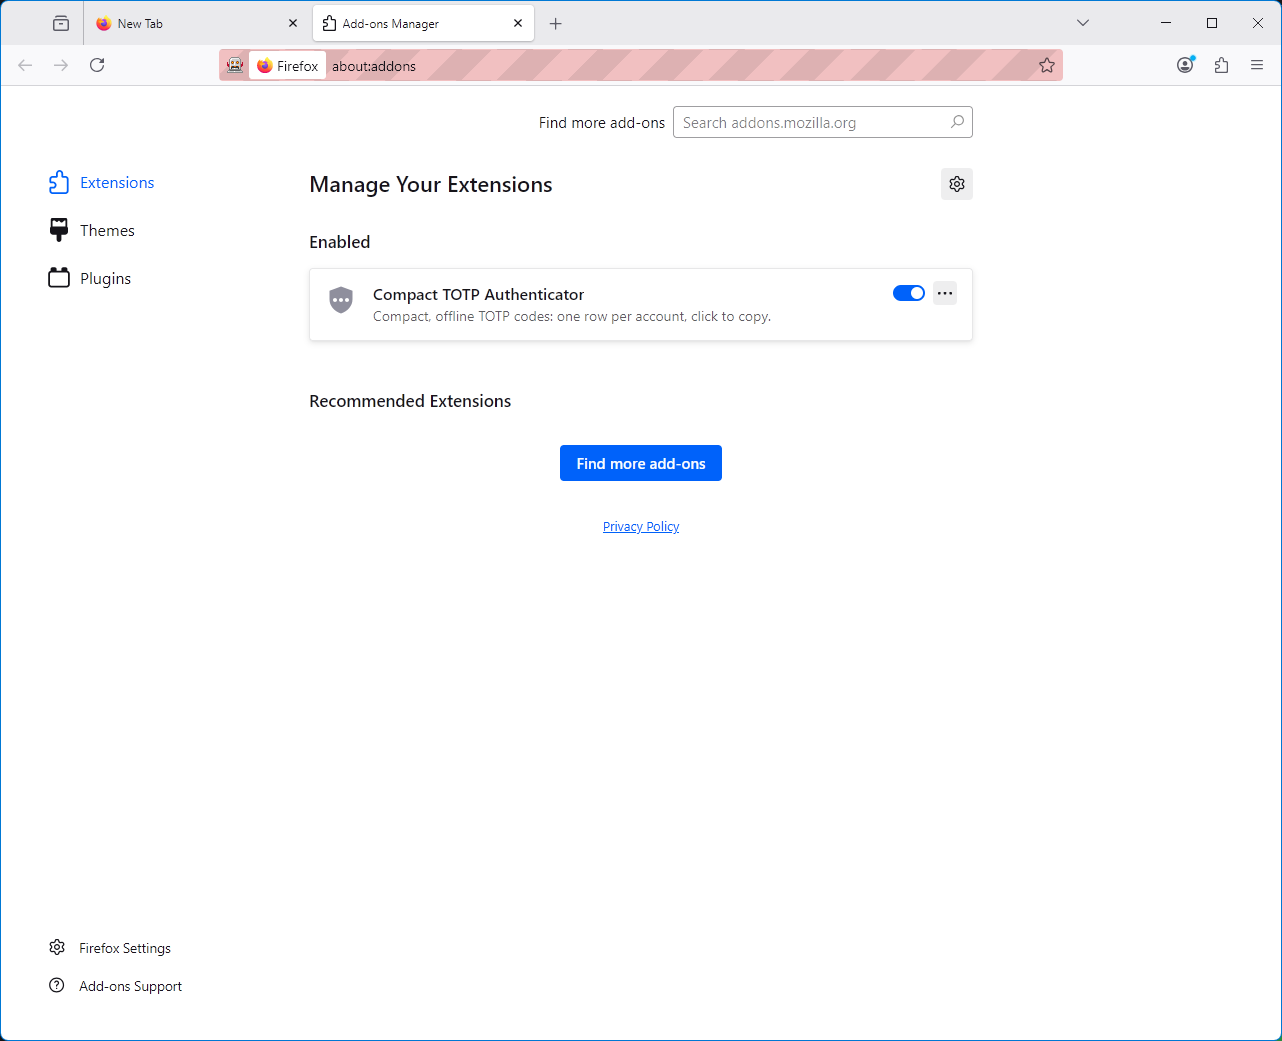 New Tab
Add-ons Manager
Firefox
about:addons
Find more add-ons
Search addons.mozilla.org
Extensions
Themes
Plugins
Manage Your Extensions
Enabled
Compact TOTP Authenticator
Compact, offline TOTP codes: one row per account, click to copy.
Recommended Extensions
Find more add-ons
Privacy Policy
Firefox Settings
Add-ons Support